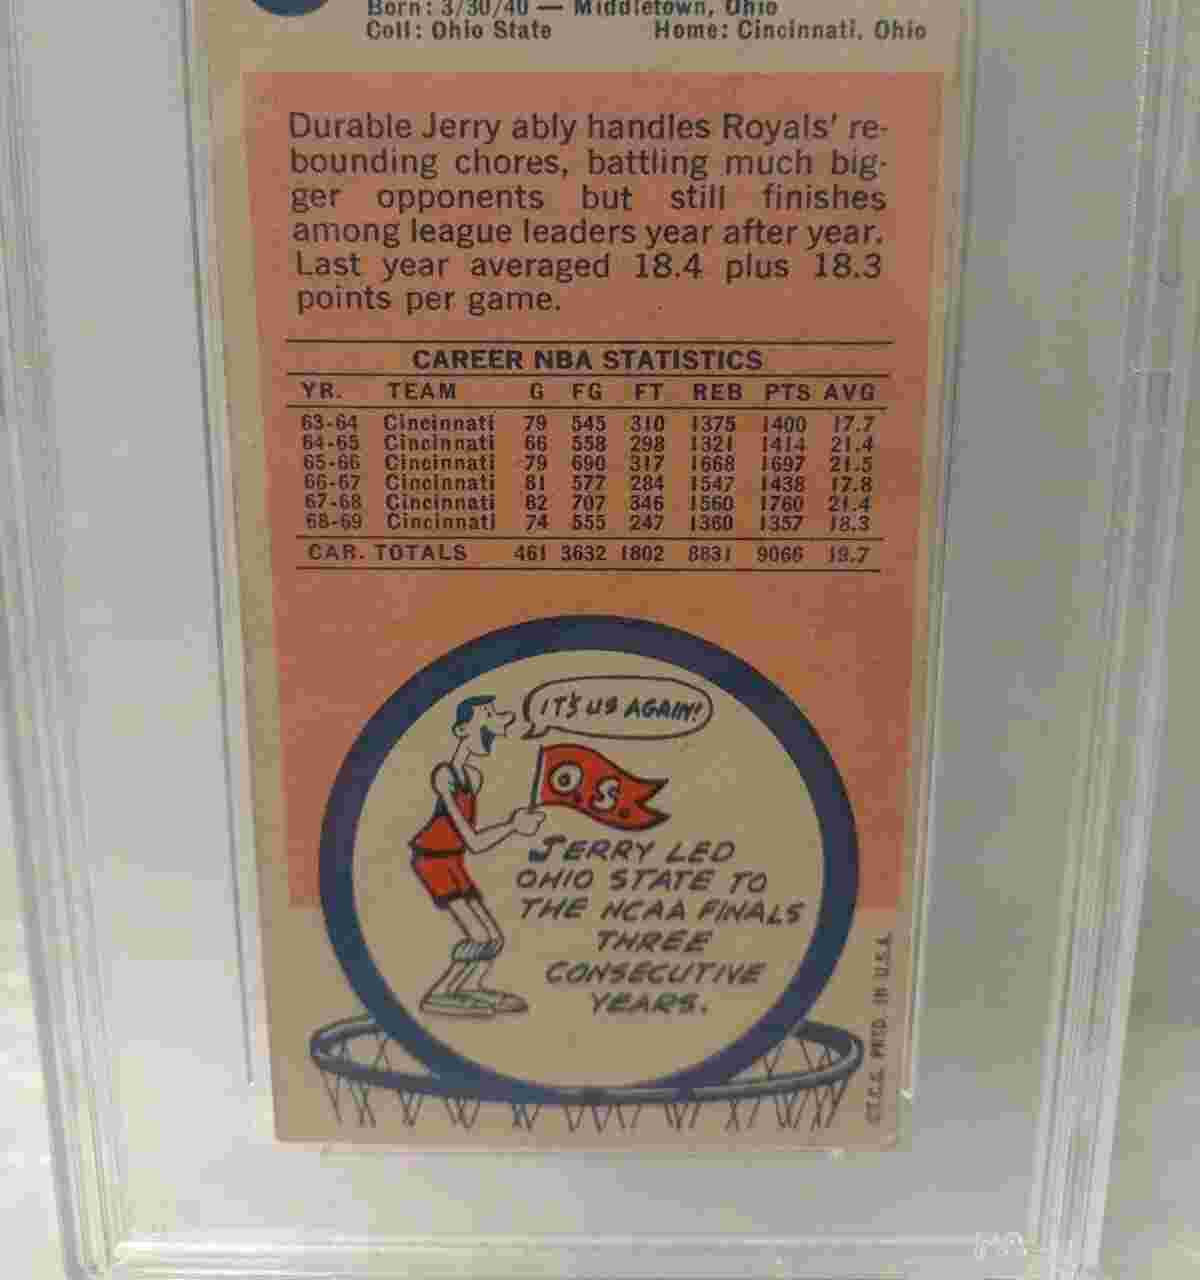 Born: 3/30/40 — Middletown, Ohio
Coll: Ohio State Home: Cincinnati, Ohio
Durable Jerry ably handles Royals' re-
bounding chores, battling much big-
ger opponents but still finishes
among league leaders year after year.
Last year averaged 18.4 plus 18.3
points per game.
CAREER NBA STATISTICS
YR. TEAM G FG FT REB PTS AVG
63-64 Cincinnati 79 545 310 1375 1400 17.7
64-65 Cincinnati 66 558 298 1321 1414 21.4
65-66 Cincinnati 79 690 317 1668 1697 21.5
66-67 Cincinnati 81 577 284 1547 1438 17.8
67-68 Cincinnati 82 707 346 1560 1760 21.4
68-69 Cincinnati 74 555 247 1360 1357 18.3
CAR. TOTALS 461 3632 1802 8831 9066 19.7
IT'S US AGAIN!
O.S.
JERRY LED
OHIO STATE TO
THE NCAA FINALS
THREE
CONSECUTIVE
YEARS.
©T.C.G. PRTD. IN U.S.A.